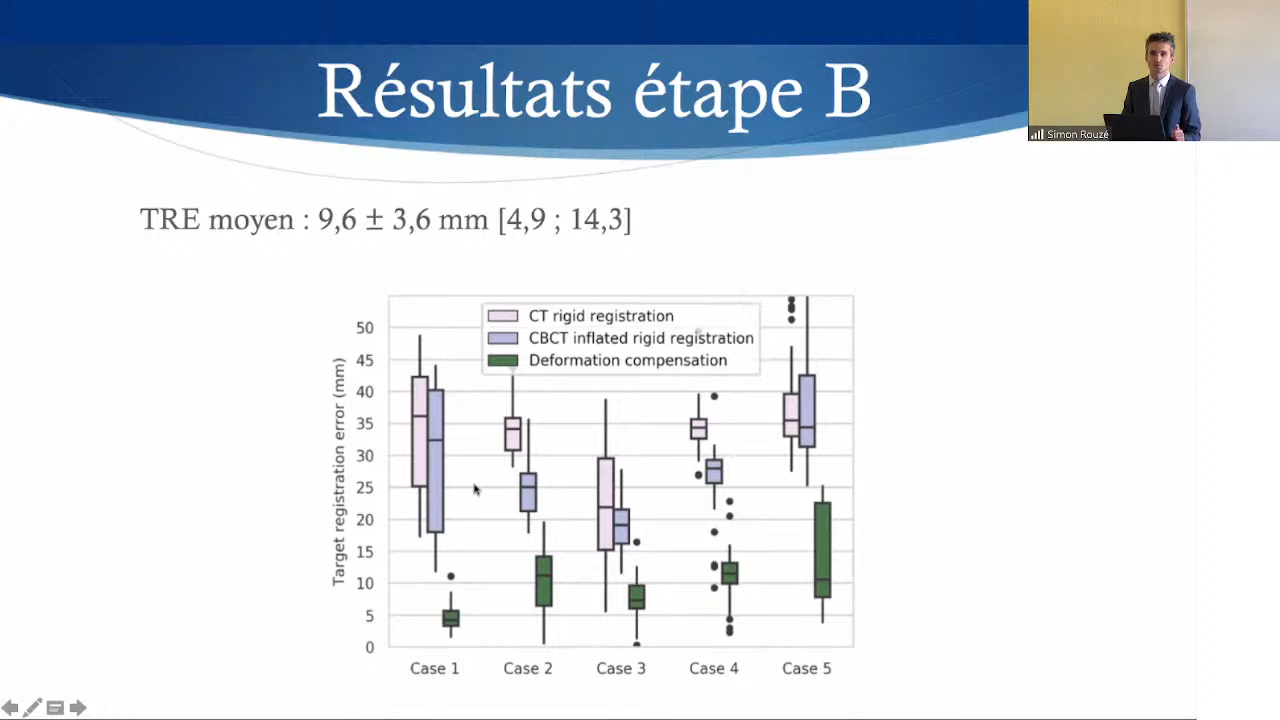 Résultats étape B
Simon Rouzé
TRE moyen : 9,6 ± 3,6 mm [4,9 ; 14,3]
CT rigid registration
CBCT inflated rigid registration
Deformation compensation
Target registration error (mm)
50
45
40
35
30
25
20
15
10
5
0
Case 1
Case 2
Case 3
Case 4
Case 5